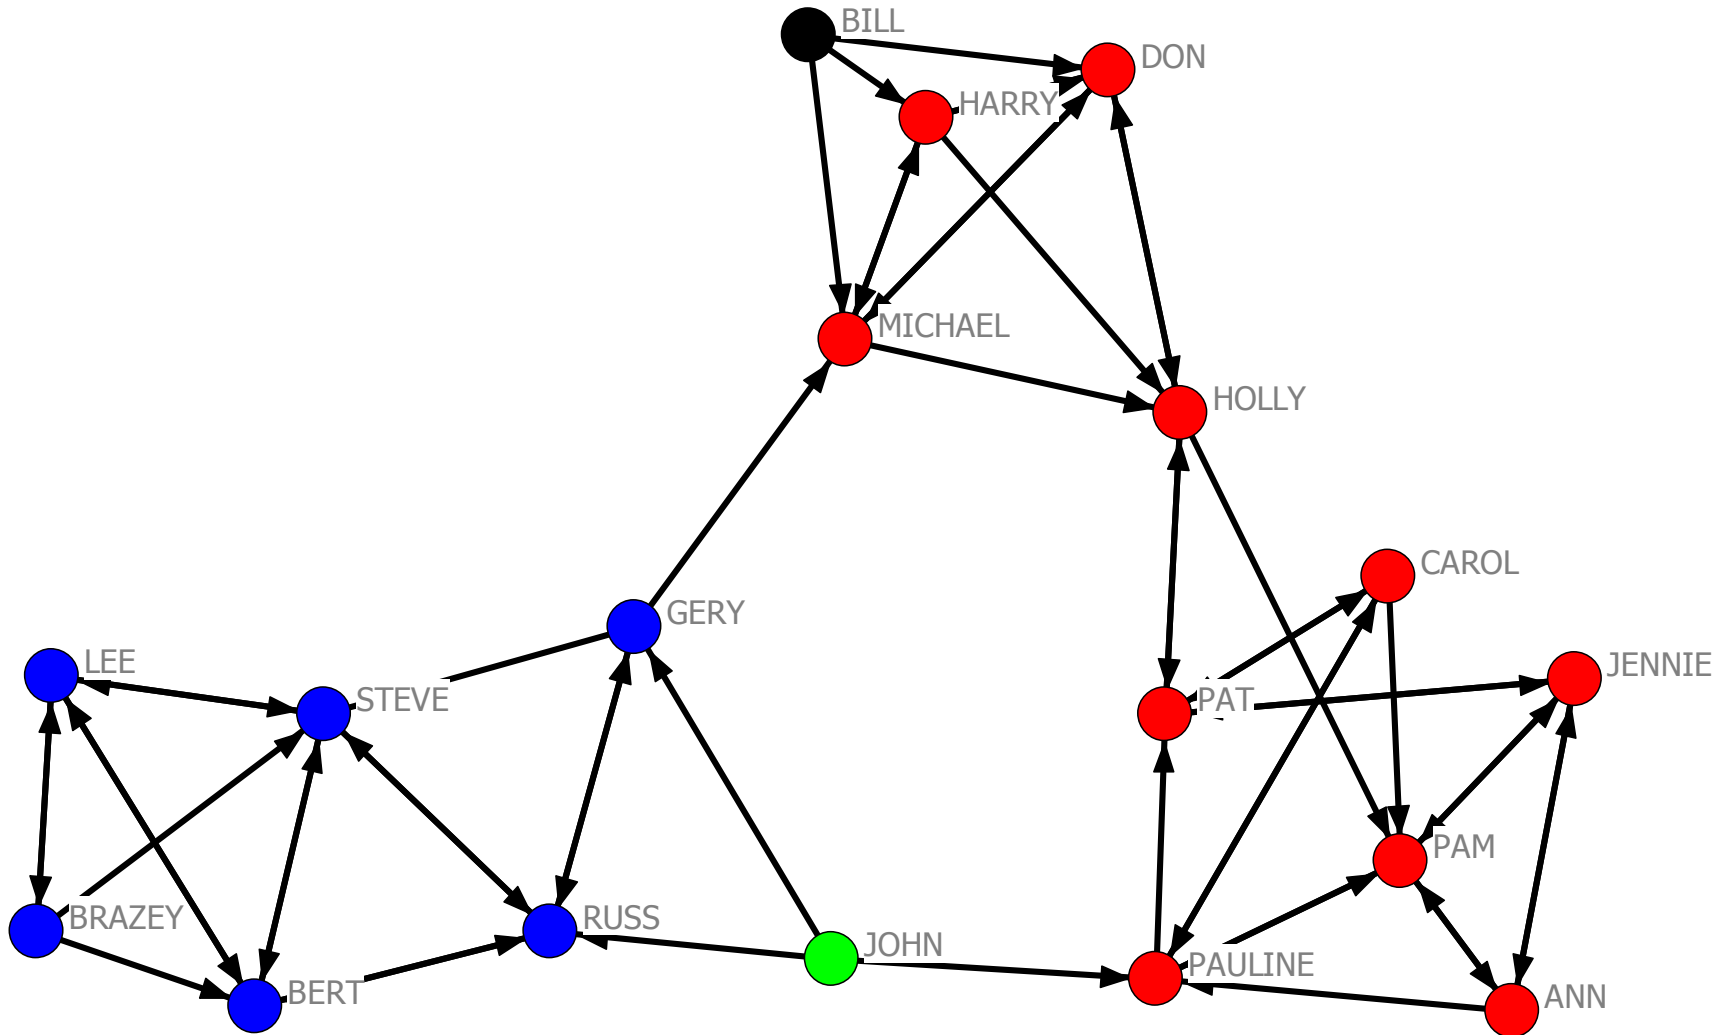 BILL
DON
HARRY
MICHAEL
HOLLY
CAROL
GERY
LEE
JENNIE
STEVE
PAT
PAM
BRAZEY
RUSS
JOHN
PAULINE
BERT
ANN